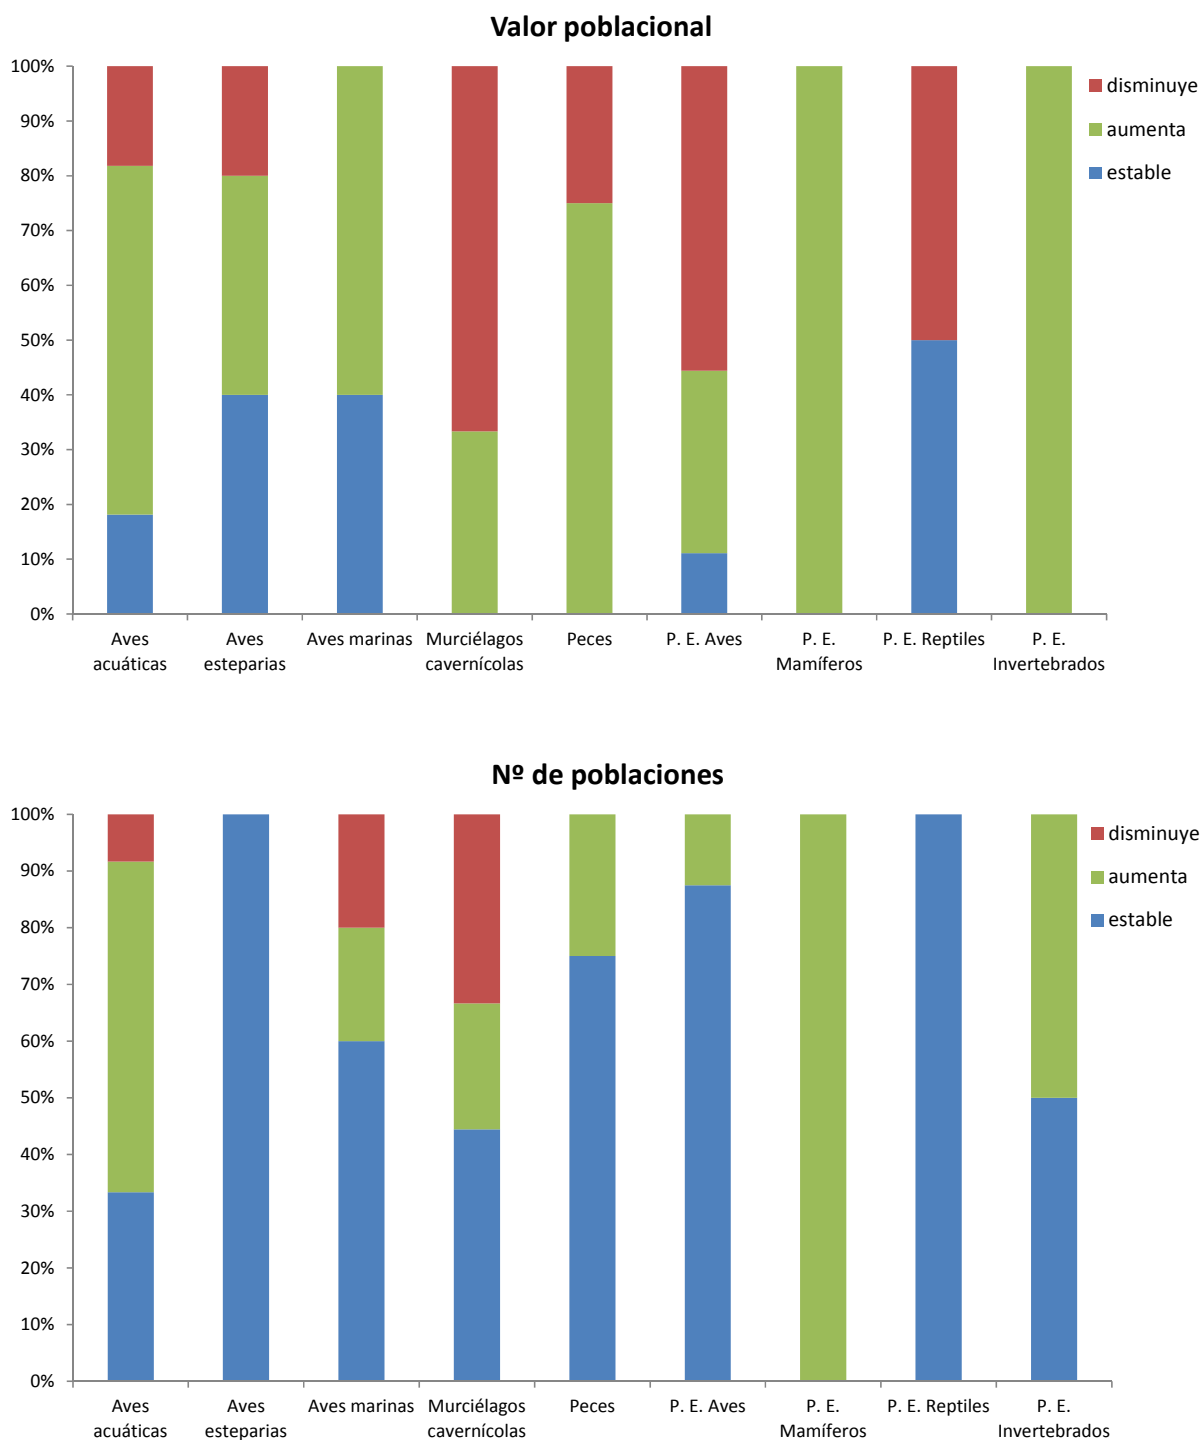 Valor poblacional
100%
90%
80%
70%
60%
50%
40%
30%
20%
10%
0%
disminuye
aumenta
estable
Aves
acuáticas
Aves
esteparias
Aves marinas
Murciélagos
cavernícolas
Peces
P. E. Aves
P. E.
Mamíferos
P. E. Reptiles
P. E.
Invertebrados
Nº de poblaciones
100%
90%
80%
70%
60%
50%
40%
30%
20%
10%
0%
disminuye
aumenta
estable
Aves
acuáticas
Aves
esteparias
Aves marinas
Murciélagos
cavernícolas
Peces
P. E. Aves
P. E.
Mamíferos
P. E. Reptiles
P. E.
Invertebrados